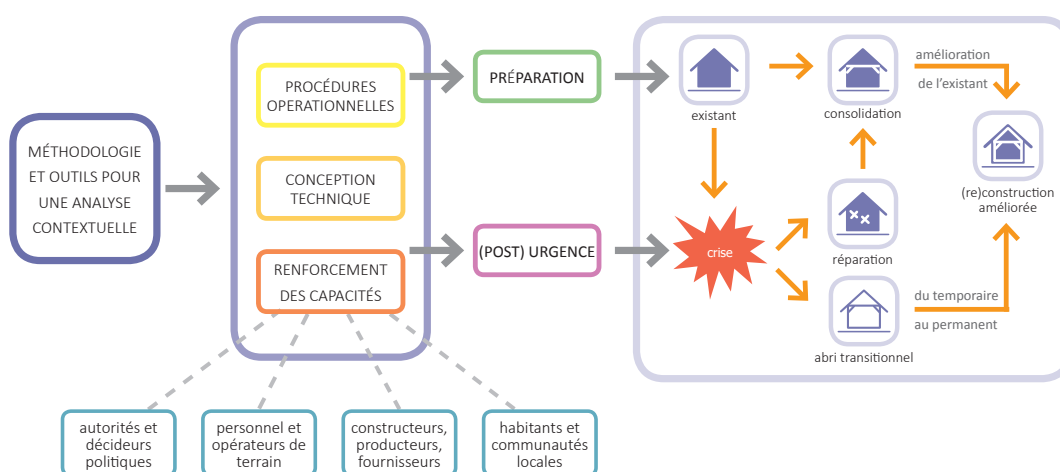 MÉTHODOLOGIE
ET OUTILS POUR
UNE ANALYSE
CONTEXTUELLE
PROCÉDURES
OPERATIONNELLES
CONCEPTION
TECHNIQUE
RENFORCEMENT
DES CAPACITÉS
PRÉPARATION
(POST) URGENCE
existant
consolidation
amélioration
de l'existant
(re)construction
améliorée
crise
réparation
abri transitionnel
du temporaire
au permanent
autorités et
décideurs
politiques
personnel et
opérateurs de
terrain
constructeurs,
producteurs,
fournisseurs
habitants et
communautés
locales